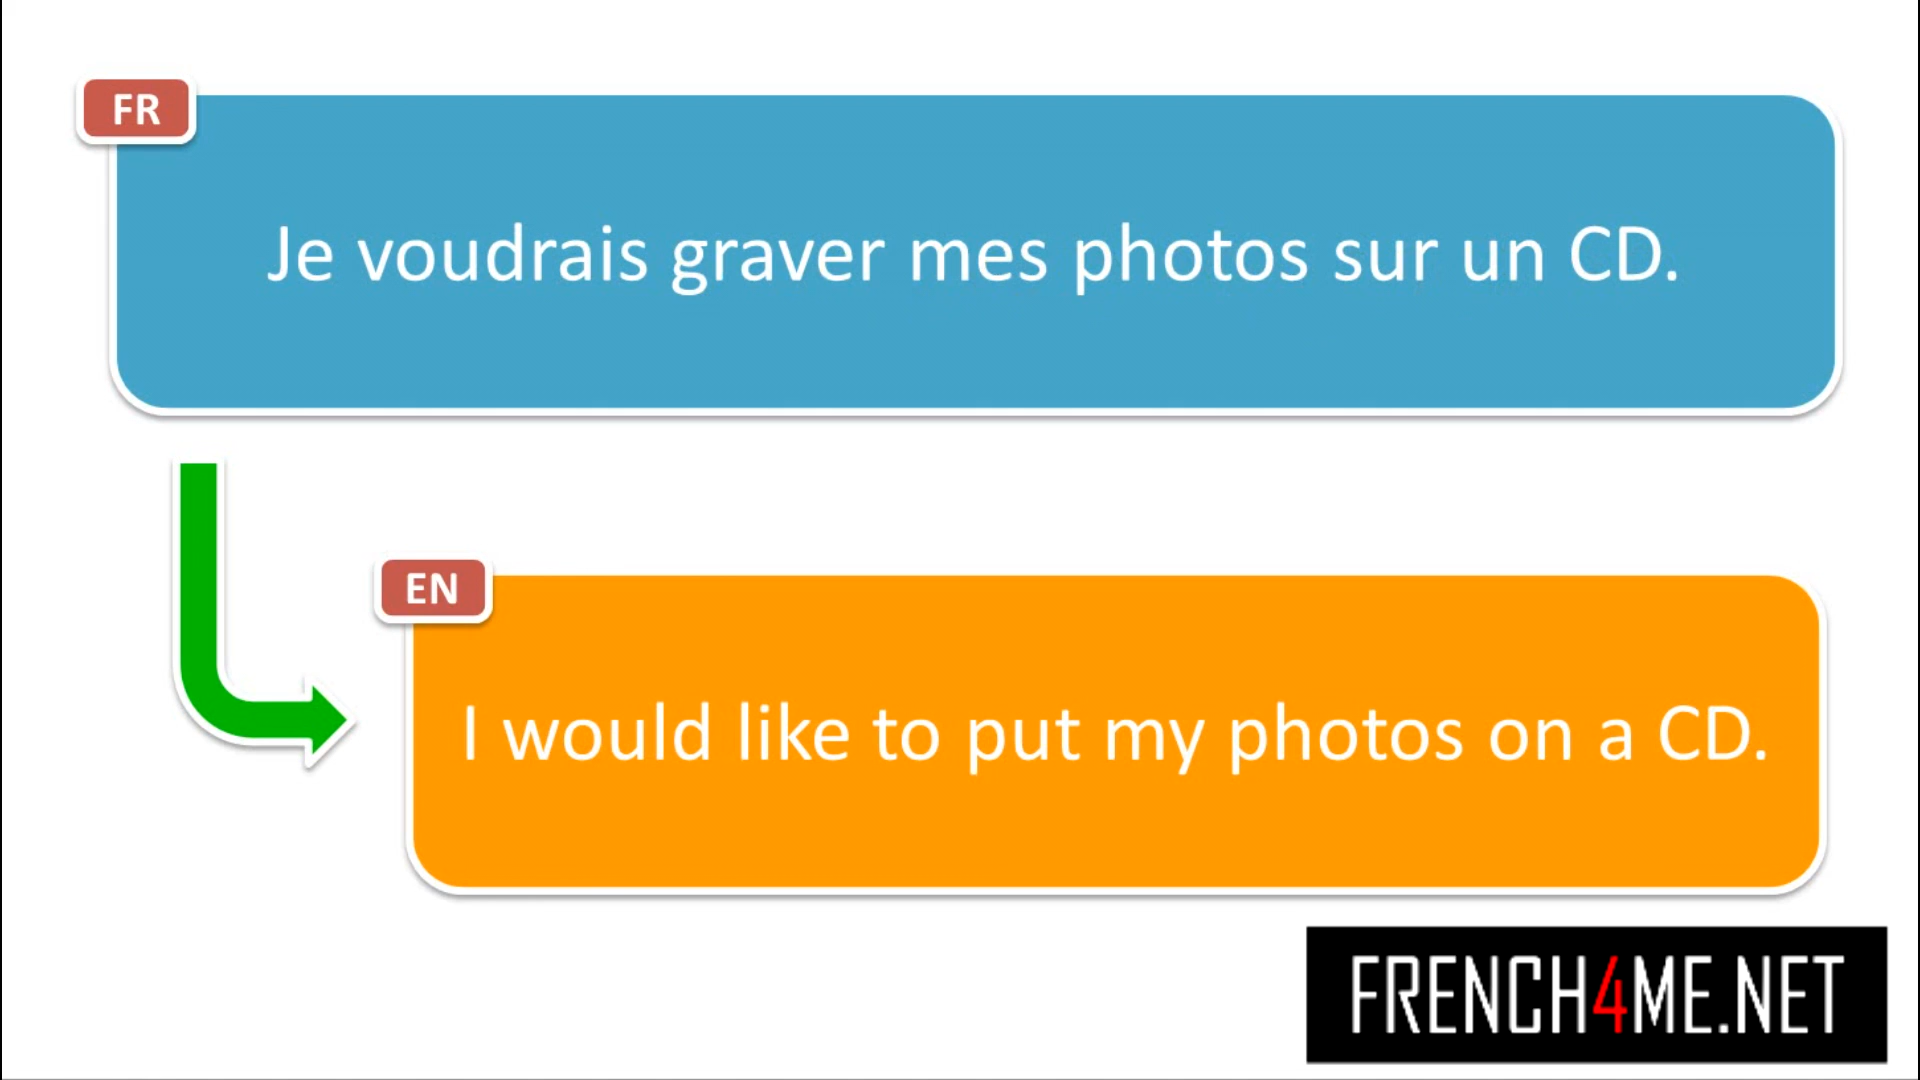 FR
Je voudrais graver mes photos sur un CD.
EN
I would like to put my photos on a CD.
FRENCH4ME.NET